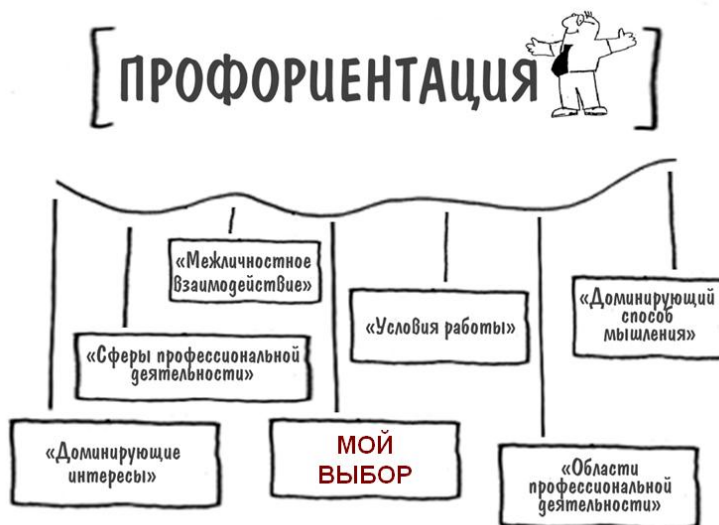 ПРОФОРИЕНТАЦИЯ
«Межличностное
взаимодействие»
«Условия работы»
«Доминирующий
способ
мышления»
«Сферы профессиональной
деятельности»
«Доминирующие
интересы»
МОЙ
ВЫБОР
«Области
профессиональной
деятельности»